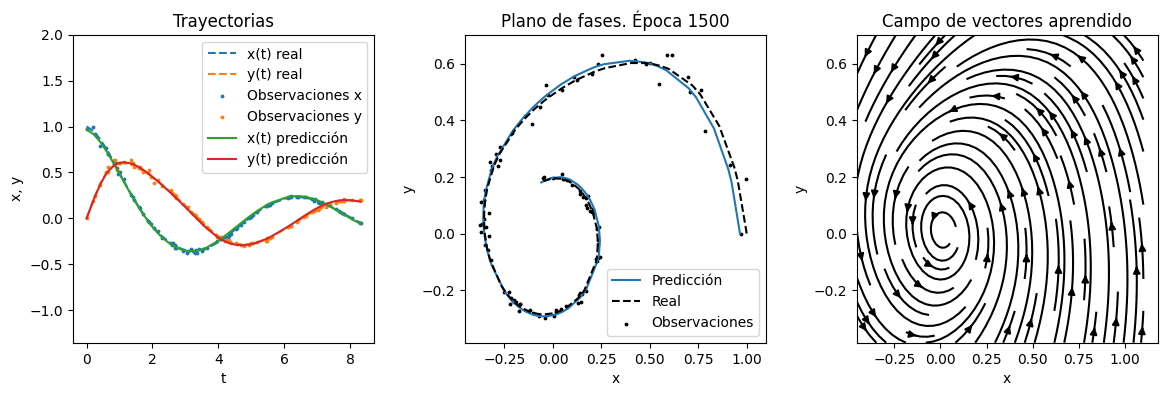 Trayectorias
2.0
1.5
1.0
0.5
0.0
−0.5
−1.0
x, y
0
2
4
6
8
t
x(t) real
y(t) real
Observaciones x
Observaciones y
x(t) predicción
y(t) predicción
Plano de fases. Época 1500
0.6
0.4
0.2
0.0
−0.2
y
−0.25
0.00
0.25
0.50
0.75
1.00
x
Predicción
Real
Observaciones
Campo de vectores aprendido
0.6
0.4
0.2
0.0
−0.2
y
−0.25
0.00
0.25
0.50
0.75
1.00
x